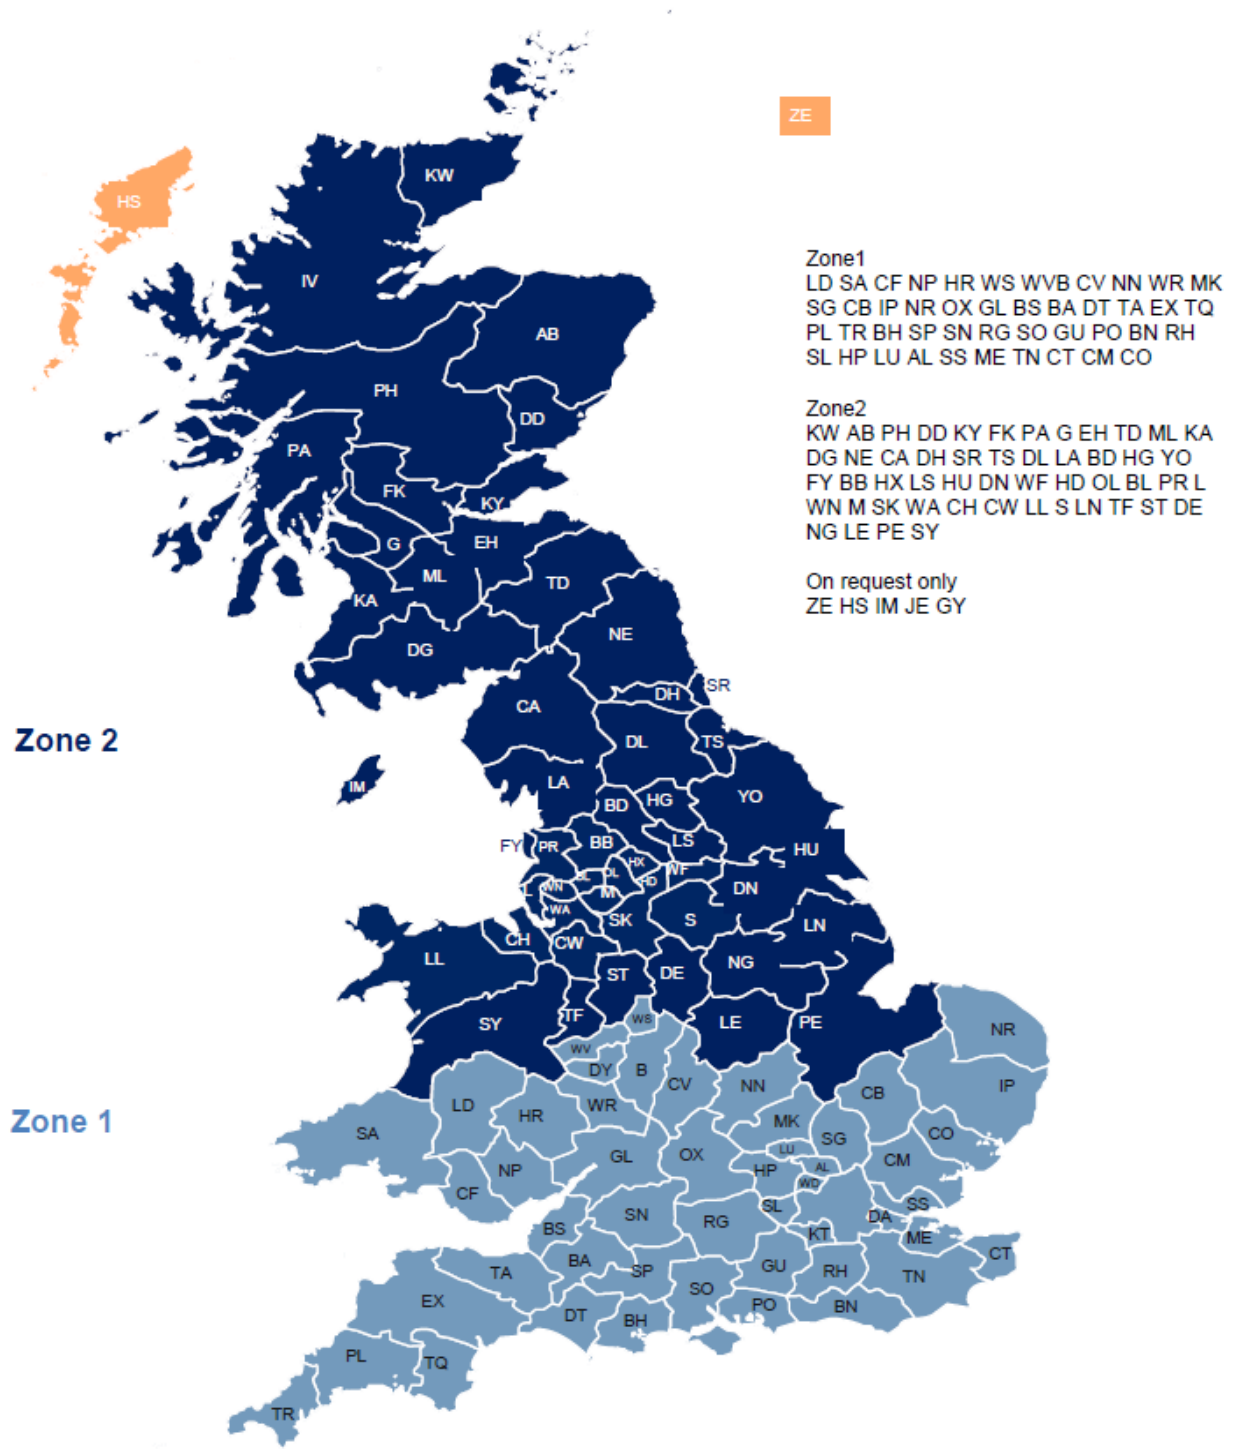 ZE
KW
HS
Zone1
LD SA CF NP HR WS WVB CV NN WR MK
SG CB IP NR OX GL BS BA DT TA EX TQ
PL TR BH SP SN RG SO GU PO BN RH
SL HP LU AL SS ME TN CT CM CO
IV
AB
PH
DD
Zone2
KW AB PH DD KY FK PA G EH TD ML KA
DG NE CA DH SR TS DL LA BD HG YO
FY BB HX LS HU DN WF HD OL BL PR L
WN M SK WA CH CW LL S LN TF ST DE
NG LE PE SY
PA
FK
KY
G
EH
ML
TD
KA
On request only
ZE HS IM JE GY
NE
DG
DH
SR
CA
Zone 2
DL
TS
IM
LA
BD
HG
YO
FY
PR
BB
LS
HU
HX
WF
BL
OL
HD
L
WN
M
DN
WA
SK
S
LN
CH
CW
LL
ST
DE
NG
TF
WS
SY
LE
PE
NR
WV
DY
B
CV
NN
CB
IP
LD
HR
WR
MK
Zone 1
SA
SG
CO
LU
NP
GL
OX
HP
AL
CM
WD
CF
SL
SS
BS
SN
RG
DA
KT
ME
CT
BA
TA
SP
GU
RH
TN
EX
SO
DT
BH
PO
BN
PL
TQ
TR